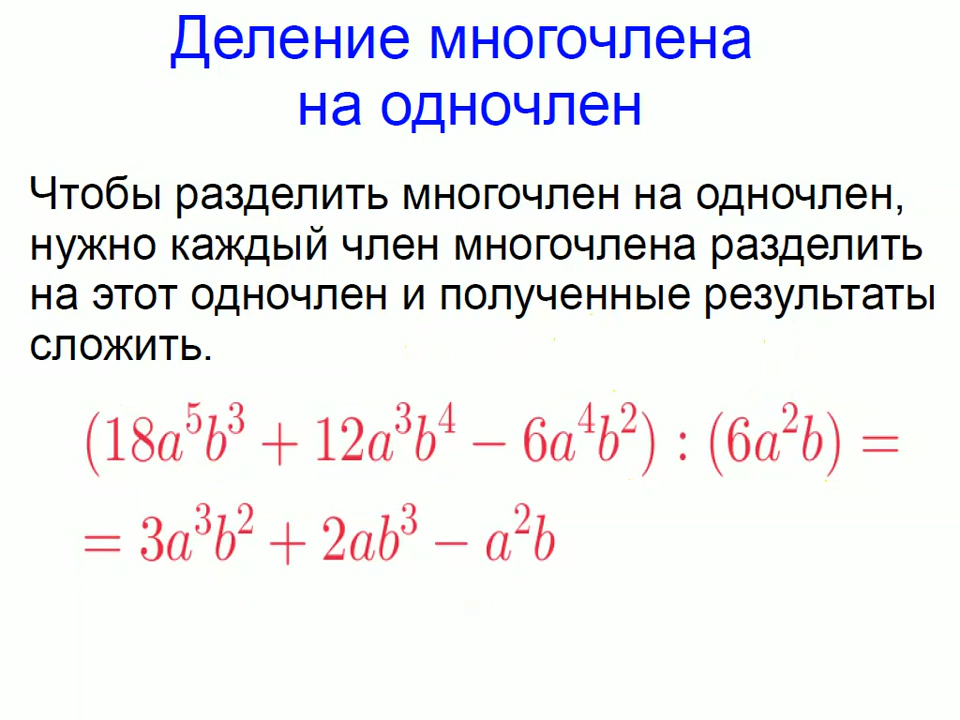 Деление многочлена
на одночлен
Чтобы разделить многочлен на одночлен,
нужно каждый член многочлена разделить
на этот одночлен и полученные результаты
сложить.
(18a⁵b³ + 12a³b⁴ − 6a⁴b²) : (6a²b) =
= 3a³b² + 2ab³ − a²b